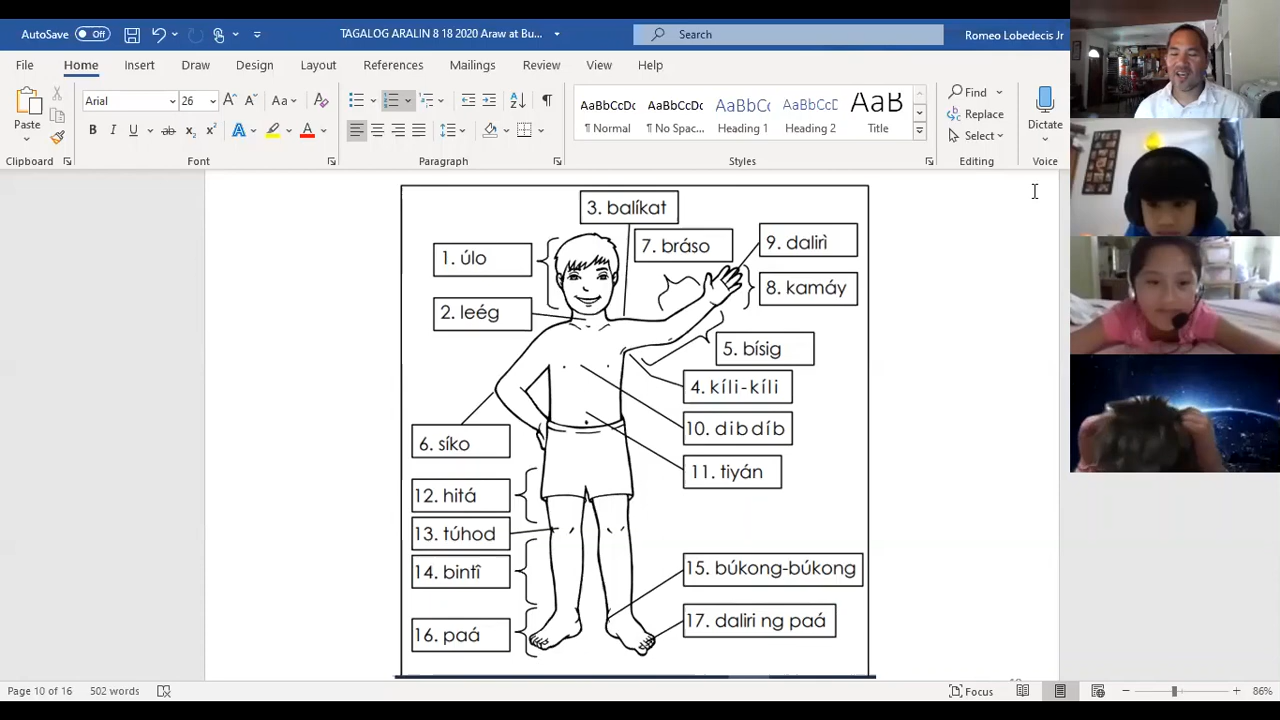 AutoSave Off
TAGALOG ARALIN 8 18 2020 Araw at Bu...
Search
Romeo Lobedecis Jr
File Home Insert Draw Design Layout References Mailings Review View Help
Arial 26
Paste
Clipboard
Font
Paragraph
AaBbCcDc AaBbCcDc AaBbCc AaBbCcD AaB
¶ Normal ¶ No Spac... Heading 1 Heading 2 Title
Styles
Find
Replace
Select
Editing
Dictate
Voice
3. balíkat
7. bráso
9. dalirì
1. úlo
8. kamáy
2. leég
5. bísig
4. kíli-kíli
10. dibdíb
6. síko
11. tiyán
12. hitá
13. túhod
14. bintî
15. búkong-búkong
16. paá
17. daliri ng paá
Page 10 of 16 502 words
Focus
86%